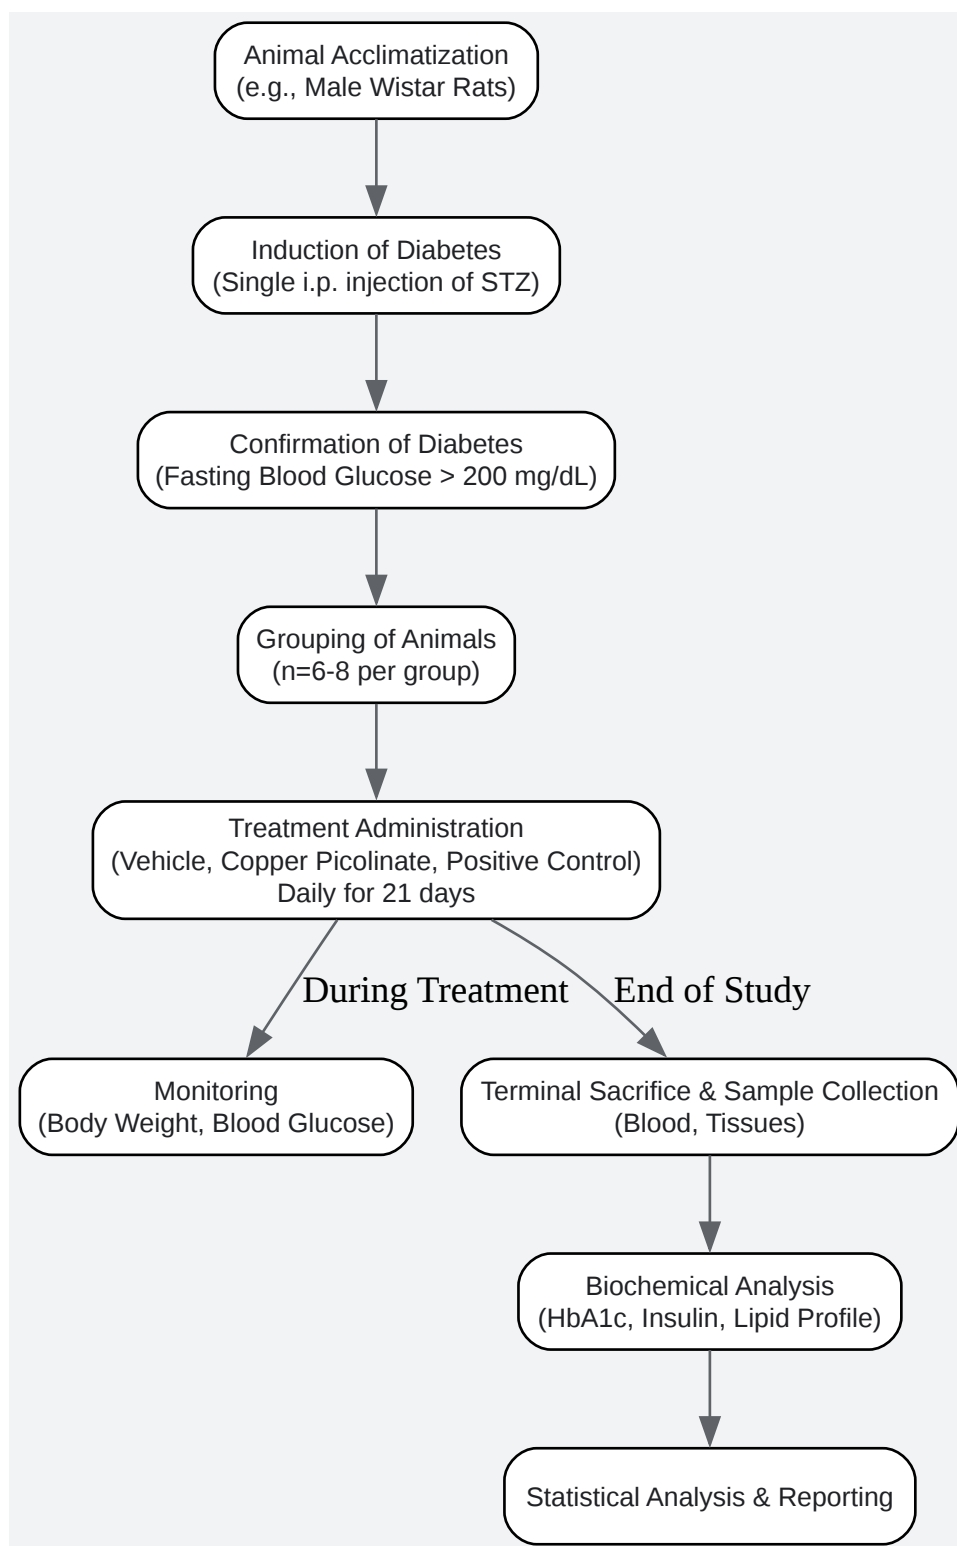 Animal Acclimatization
(e.g., Male Wistar Rats)
Induction of Diabetes
(Single i.p. injection of STZ)
Confirmation of Diabetes
(Fasting Blood Glucose > 200 mg/dL)
Grouping of Animals
(n=6-8 per group)
Treatment Administration
(Vehicle, Copper Picolinate, Positive Control)
Daily for 21 days
During Treatment
End of Study
Monitoring
(Body Weight, Blood Glucose)
Terminal Sacrifice & Sample Collection
(Blood, Tissues)
Biochemical Analysis
(HbA1c, Insulin, Lipid Profile)
Statistical Analysis & Reporting